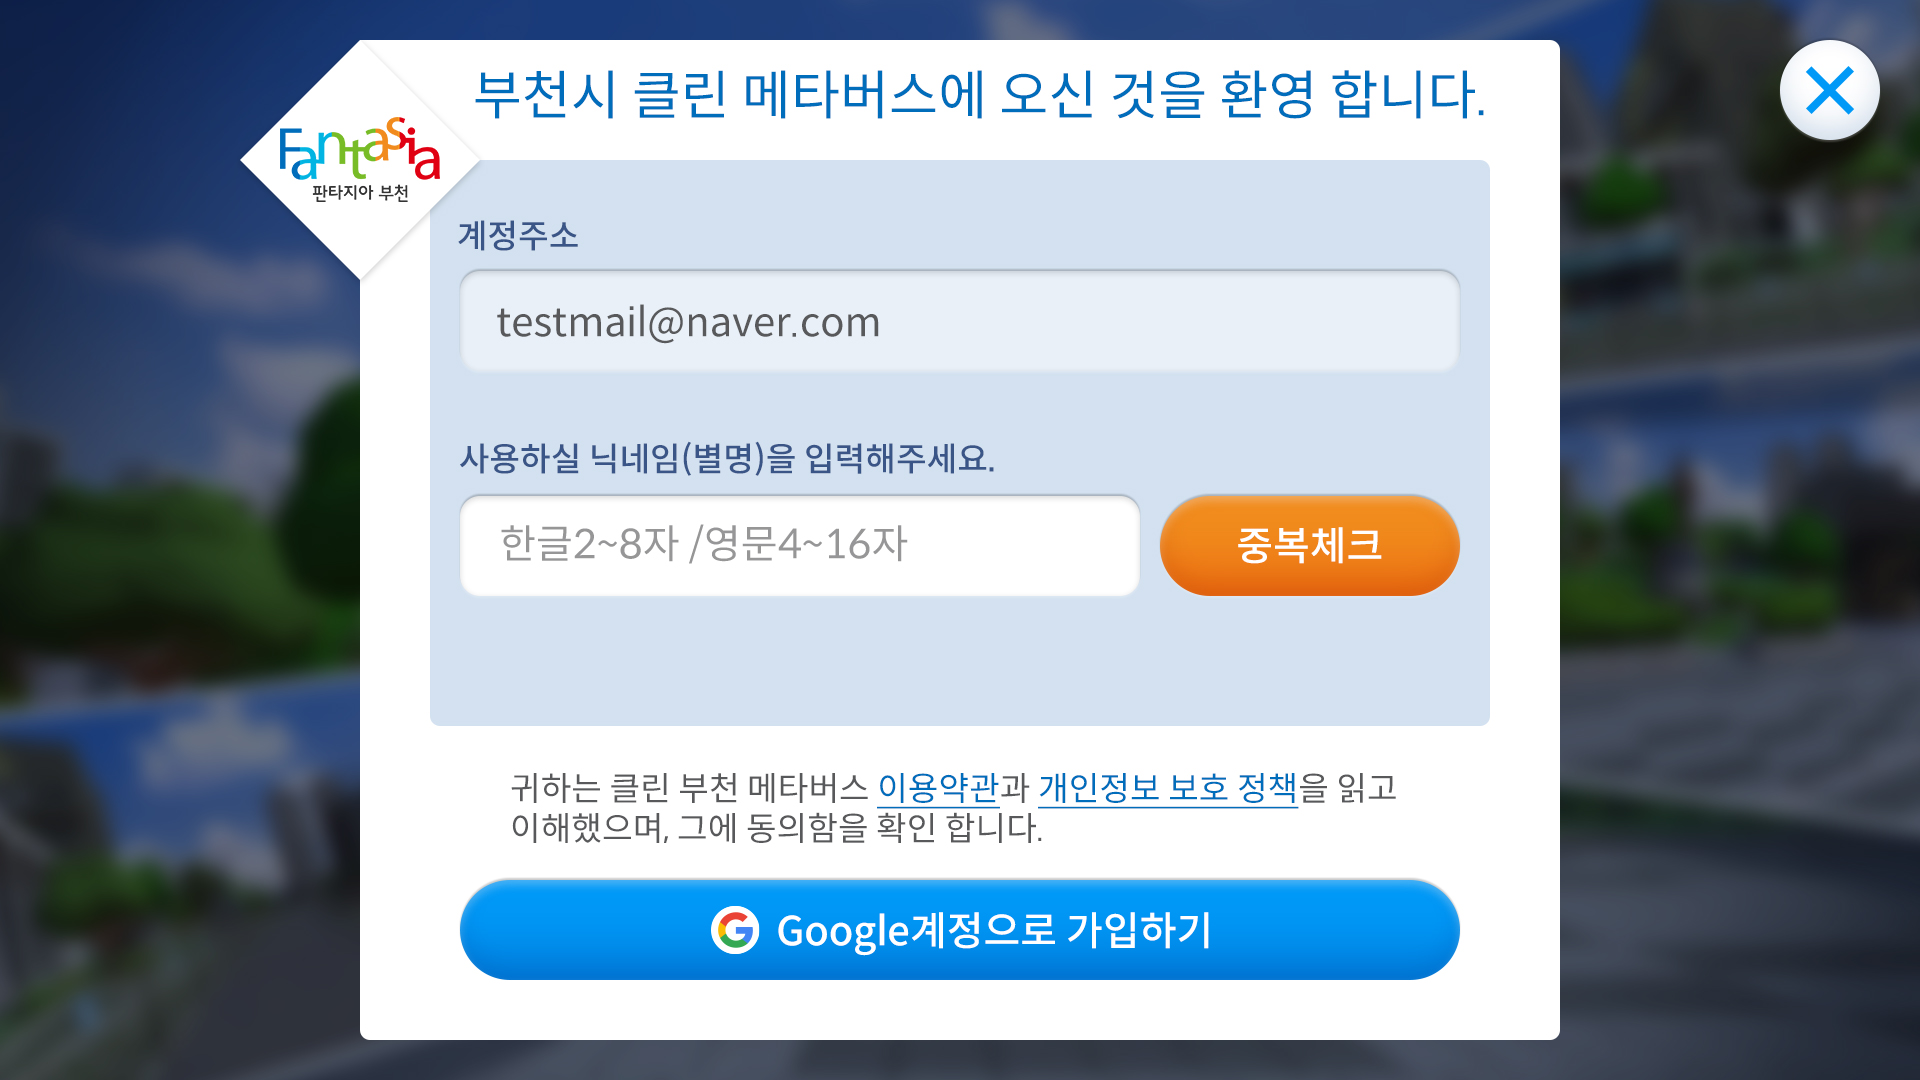 부천시 클린 메타버스에 오신 것을 환영 합니다.
Fantasia
판타지아 부천
계정주소
testmail@naver.com
사용하실 닉네임(별명)을 입력해주세요.
한글2~8자 /영문4~16자
중복체크
귀하는 클린 부천 메타버스 이용약관과 개인정보 보호 정책을 읽고
이해했으며, 그에 동의함을 확인 합니다.
Google계정으로 가입하기